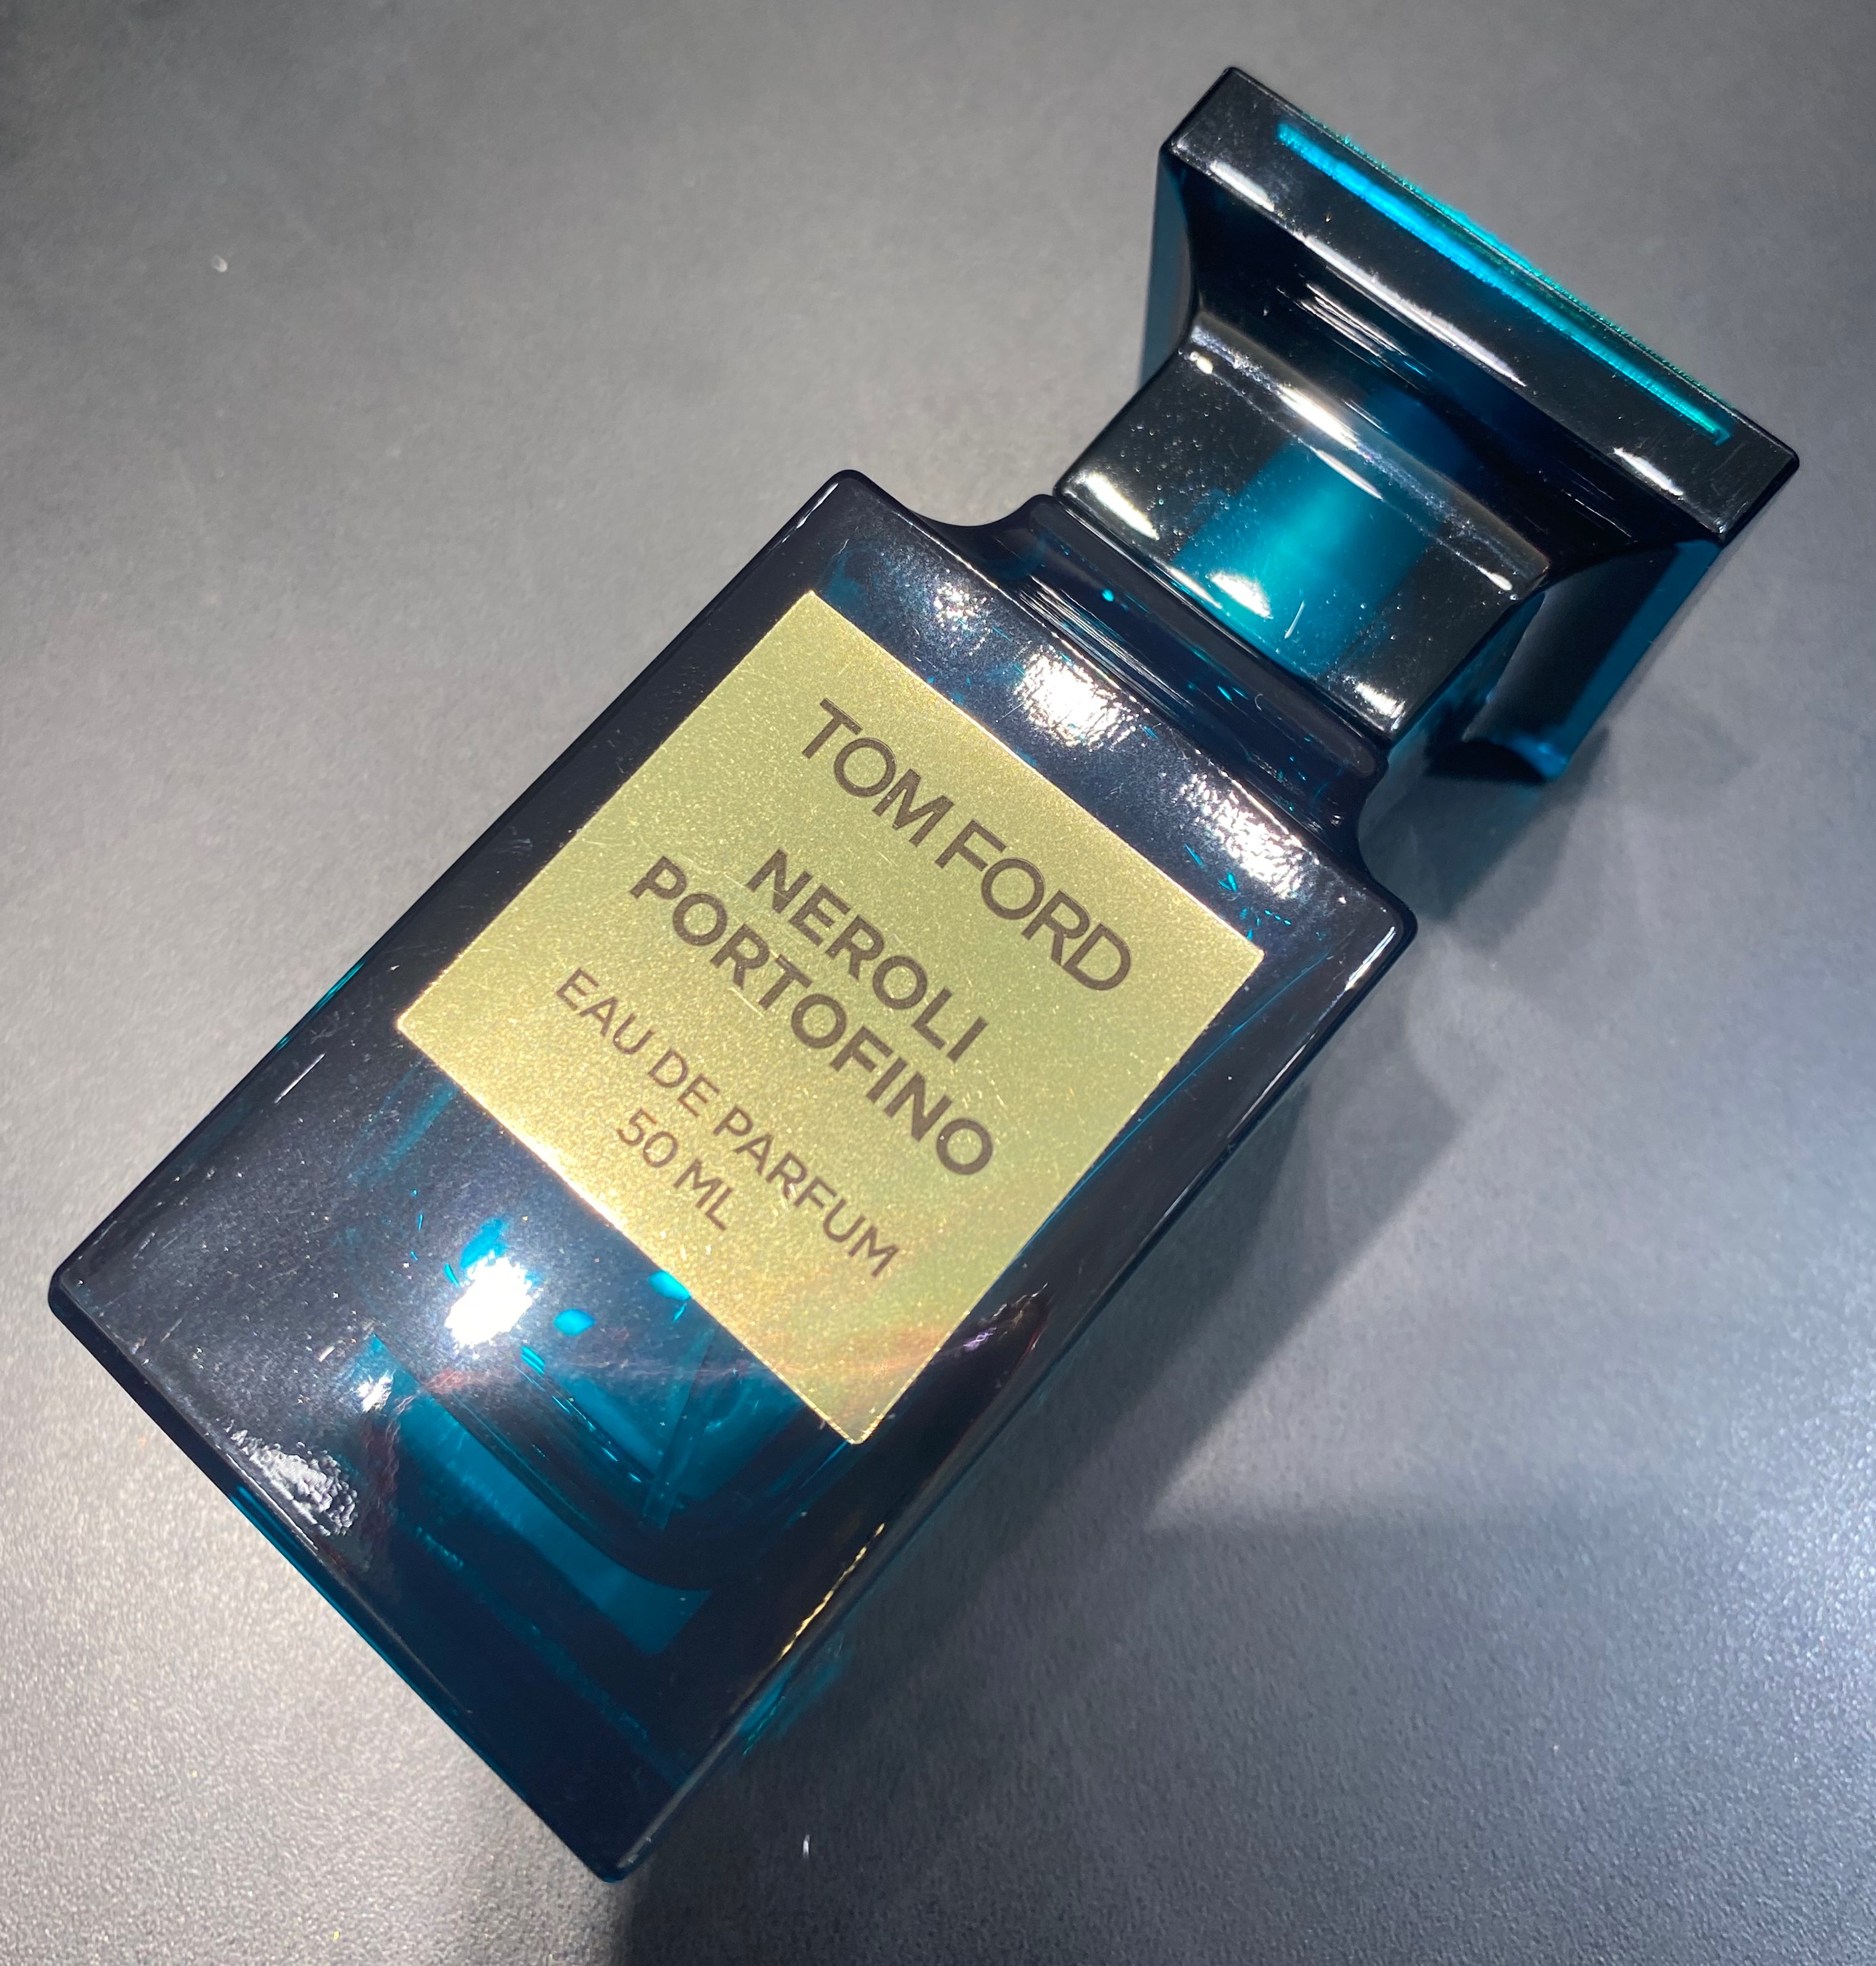 TOM FORD
NEROLI
PORTOFINO
EAU DE PARFUM
50 ML